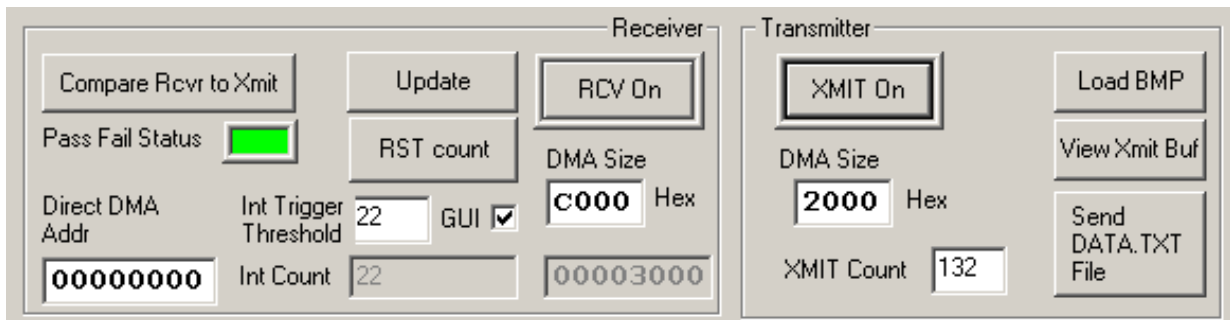 Receiver
Compare Rcvr to Xmit
Update
RCV On
Pass Fail Status
RST count
DMA Size
C000 Hex
Direct DMA
Addr
Int Trigger
Threshold
22
GUI
00000000
Int Count
22
00003000
Transmitter
XMIT On
Load BMP
DMA Size
View Xmit Buf
2000 Hex
Send
DATA.TXT
File
XMIT Count
132